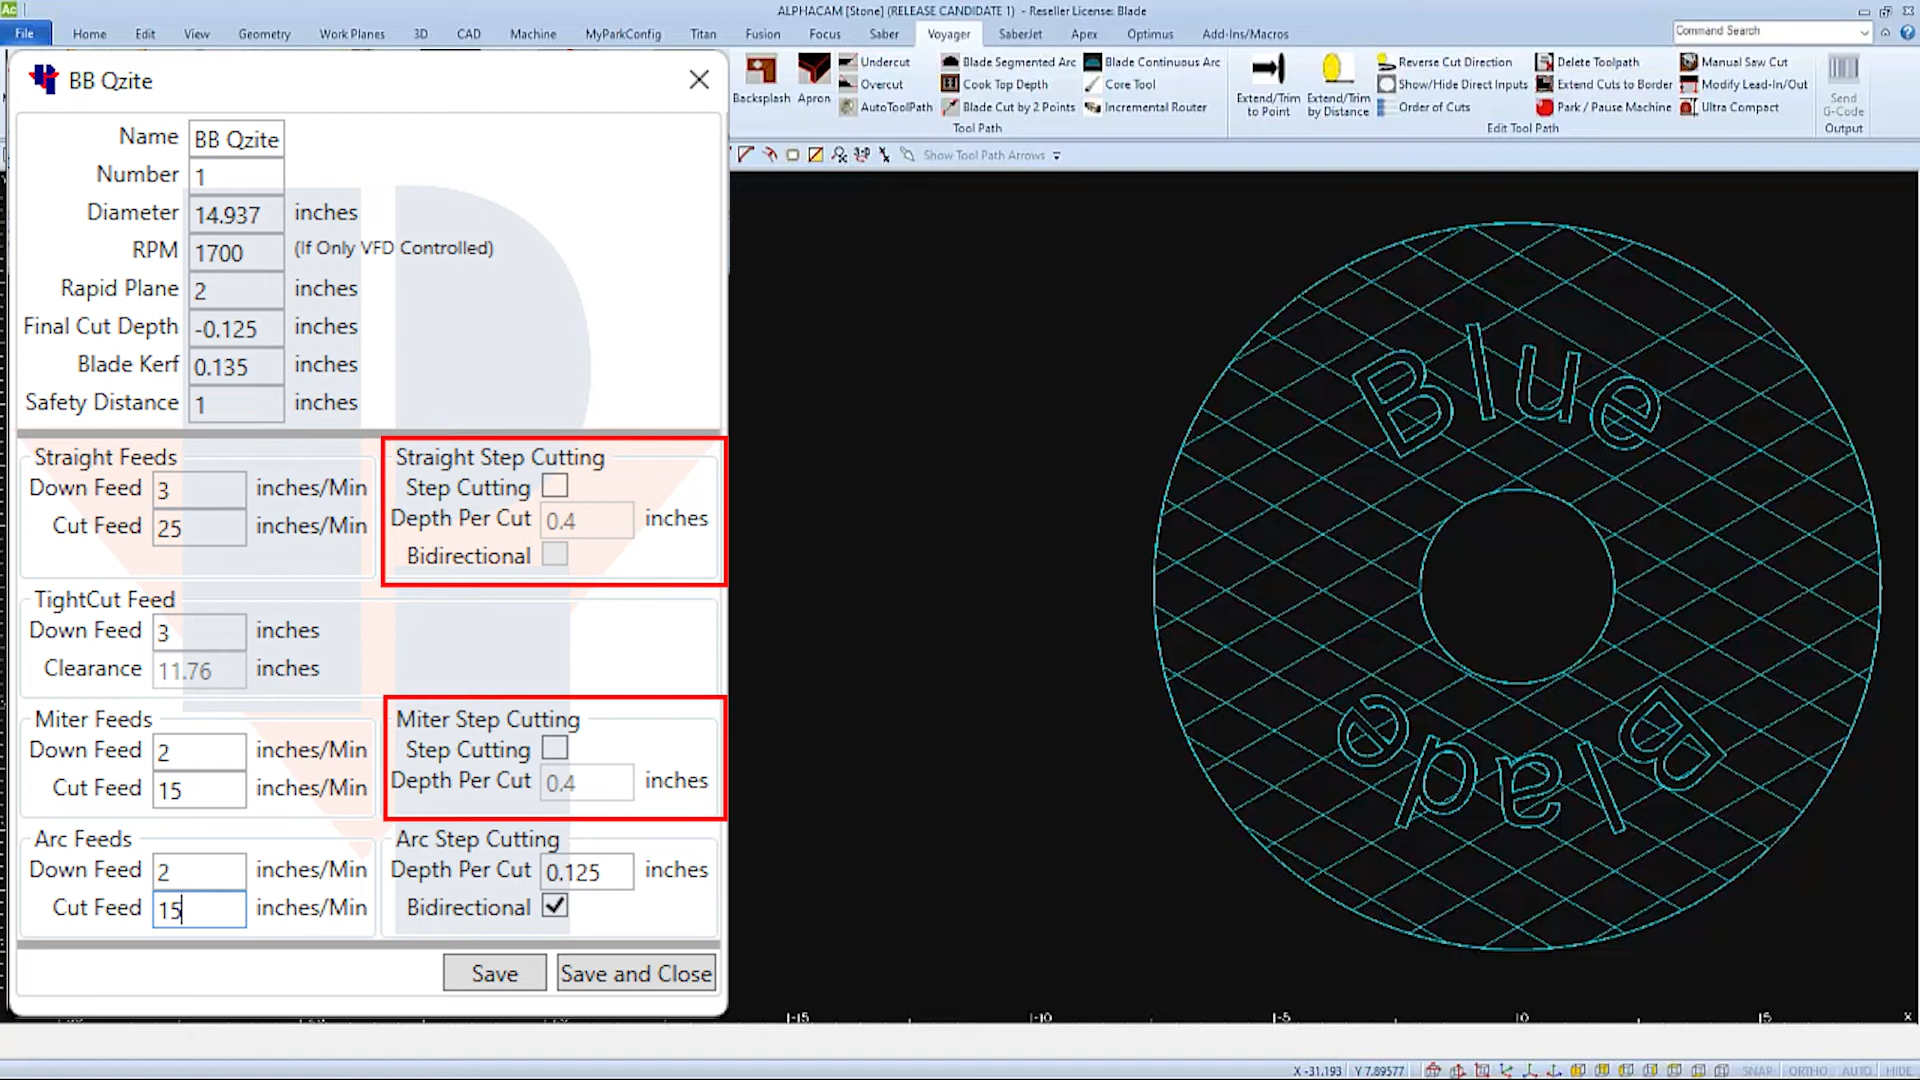 ALPHACAM [Stone] (RELEASE CANDIDATE 1) - Reseller License: Blade
File Home Edit View Geometry Work Planes 3D CAD Machine MyParkConfig Titan Fusion Focus Saber Voyager SaberJet Apex Optimus Add-Ins/Macros Command Search
BB Qzite
Backsplash Apron Undercut Overcut AutoToolPath
Blade Segmented Arc Cook Top Depth Blade Cut by 2 Points
Blade Continuous Arc Core Tool Incremental Router
Tool Path
Extend/Trim to Point Extend/Trim by Distance
Reverse Cut Direction Show/Hide Direct Inputs Order of Cuts
Delete Toolpath Extend Cuts to Border Park / Pause Machine
Manual Saw Cut Modify Lead-In/Out Ultra Compact
Edit Tool Path
Send G-Code
Output
Show Tool Path Arrows
Name BB Qzite
Number 1
Diameter 14.937 inches
RPM 1700 (If Only VFD Controlled)
Rapid Plane 2 inches
Final Cut Depth -0.125 inches
Blade Kerf 0.135 inches
Safety Distance 1 inches
Straight Feeds
Down Feed 3 inches/Min
Cut Feed 25 inches/Min
Straight Step Cutting
Step Cutting
Depth Per Cut 0.4 inches
Bidirectional
TightCut Feed
Down Feed 3 inches
Clearance 11.76 inches
Miter Feeds
Down Feed 2 inches/Min
Cut Feed 15 inches/Min
Miter Step Cutting
Step Cutting
Depth Per Cut 0.4 inches
Arc Feeds
Down Feed 2 inches/Min
Cut Feed 15 inches/Min
Arc Step Cutting
Depth Per Cut 0.125 inches
Bidirectional
Save Save and Close
Blue
Blade
-15 -10 -5 0 5 X
X -31.193 Y 7.89577 SNAP ORTHO AUTO HIDE